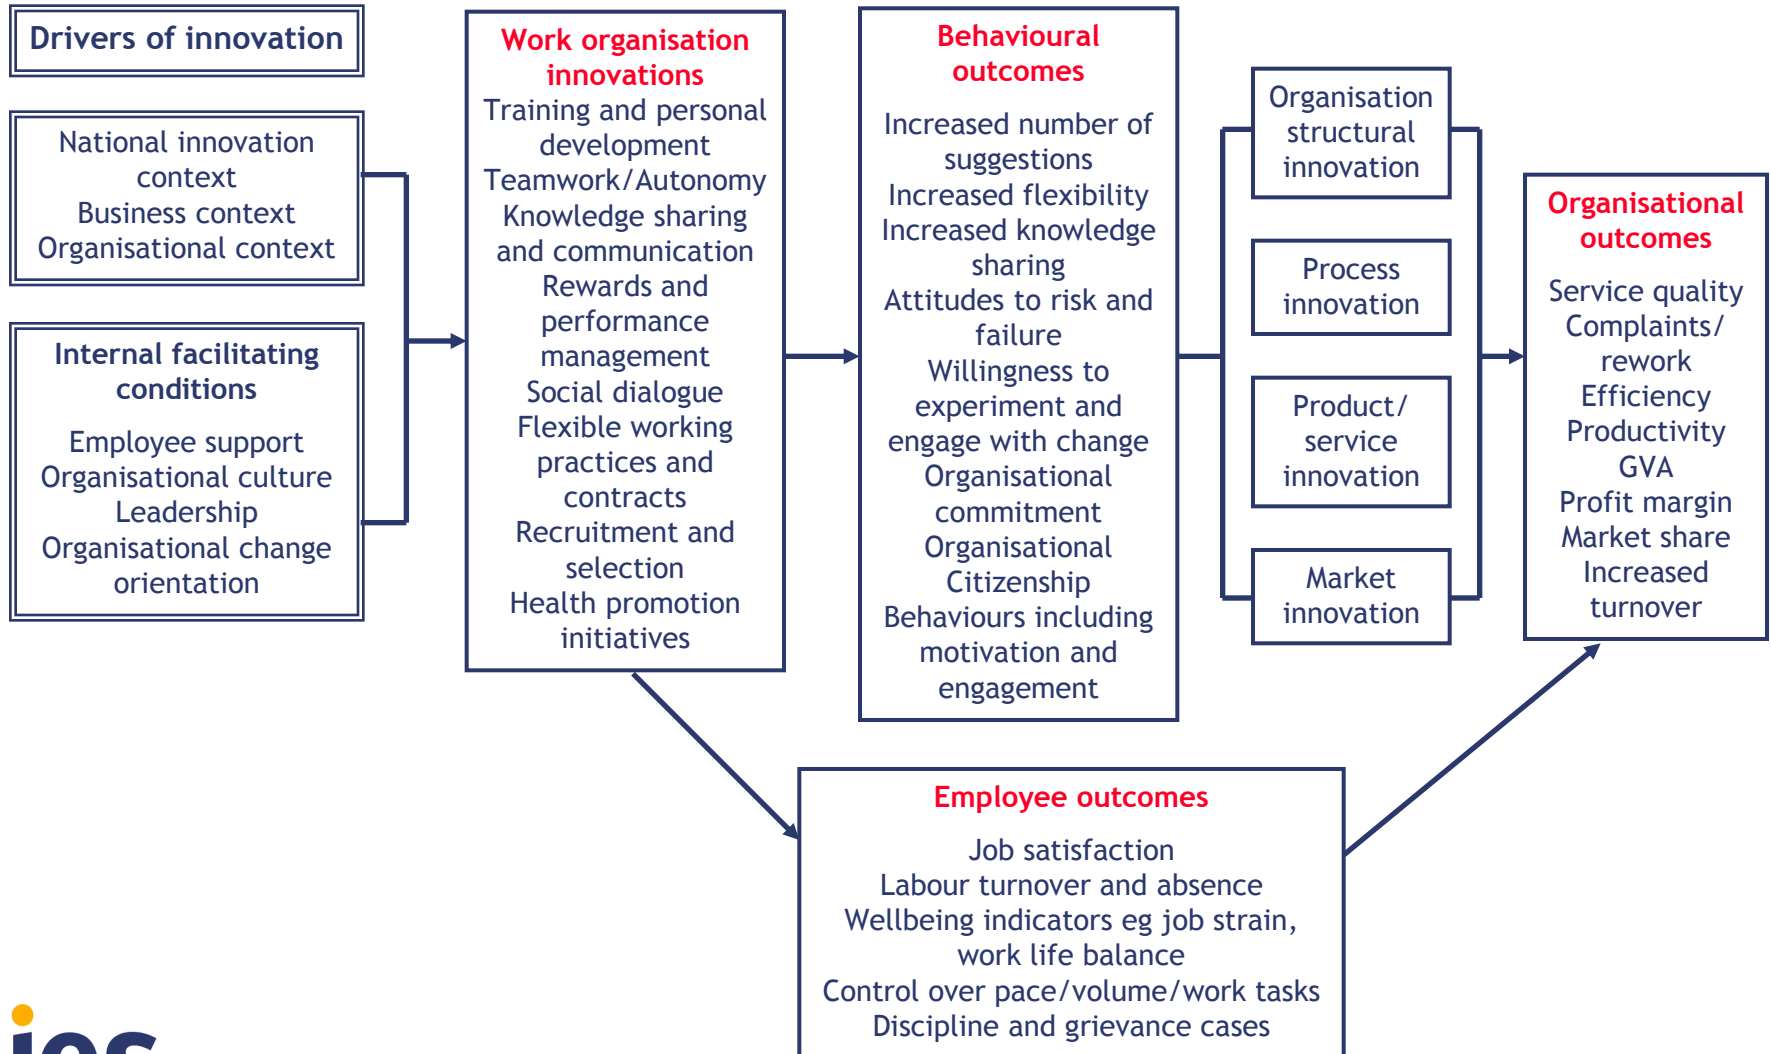 Drivers of innovation
National innovation
context
Business context
Organisational context
Internal facilitating
conditions
Employee support
Organisational culture
Leadership
Organisational change
orientation
Work organisation
innovations
Training and personal
development
Teamwork/Autonomy
Knowledge sharing
and communication
Rewards and
performance
management
Social dialogue
Flexible working
practices and
contracts
Recruitment and
selection
Health promotion
initiatives
Behavioural
outcomes
Increased number of
suggestions
Increased flexibility
Increased knowledge
sharing
Attitudes to risk and
failure
Willingness to
experiment and
engage with change
Organisational
commitment
Organisational
Citizenship
Behaviours including
motivation and
engagement
Organisation
structural
innovation
Process
innovation
Product/
service
innovation
Market
innovation
Organisational
outcomes
Service quality
Complaints/
rework
Efficiency
Productivity
GVA
Profit margin
Market share
Increased
turnover
Employee outcomes
Job satisfaction
Labour turnover and absence
Wellbeing indicators eg job strain,
work life balance
Control over pace/volume/work tasks
Discipline and grievance cases
ies